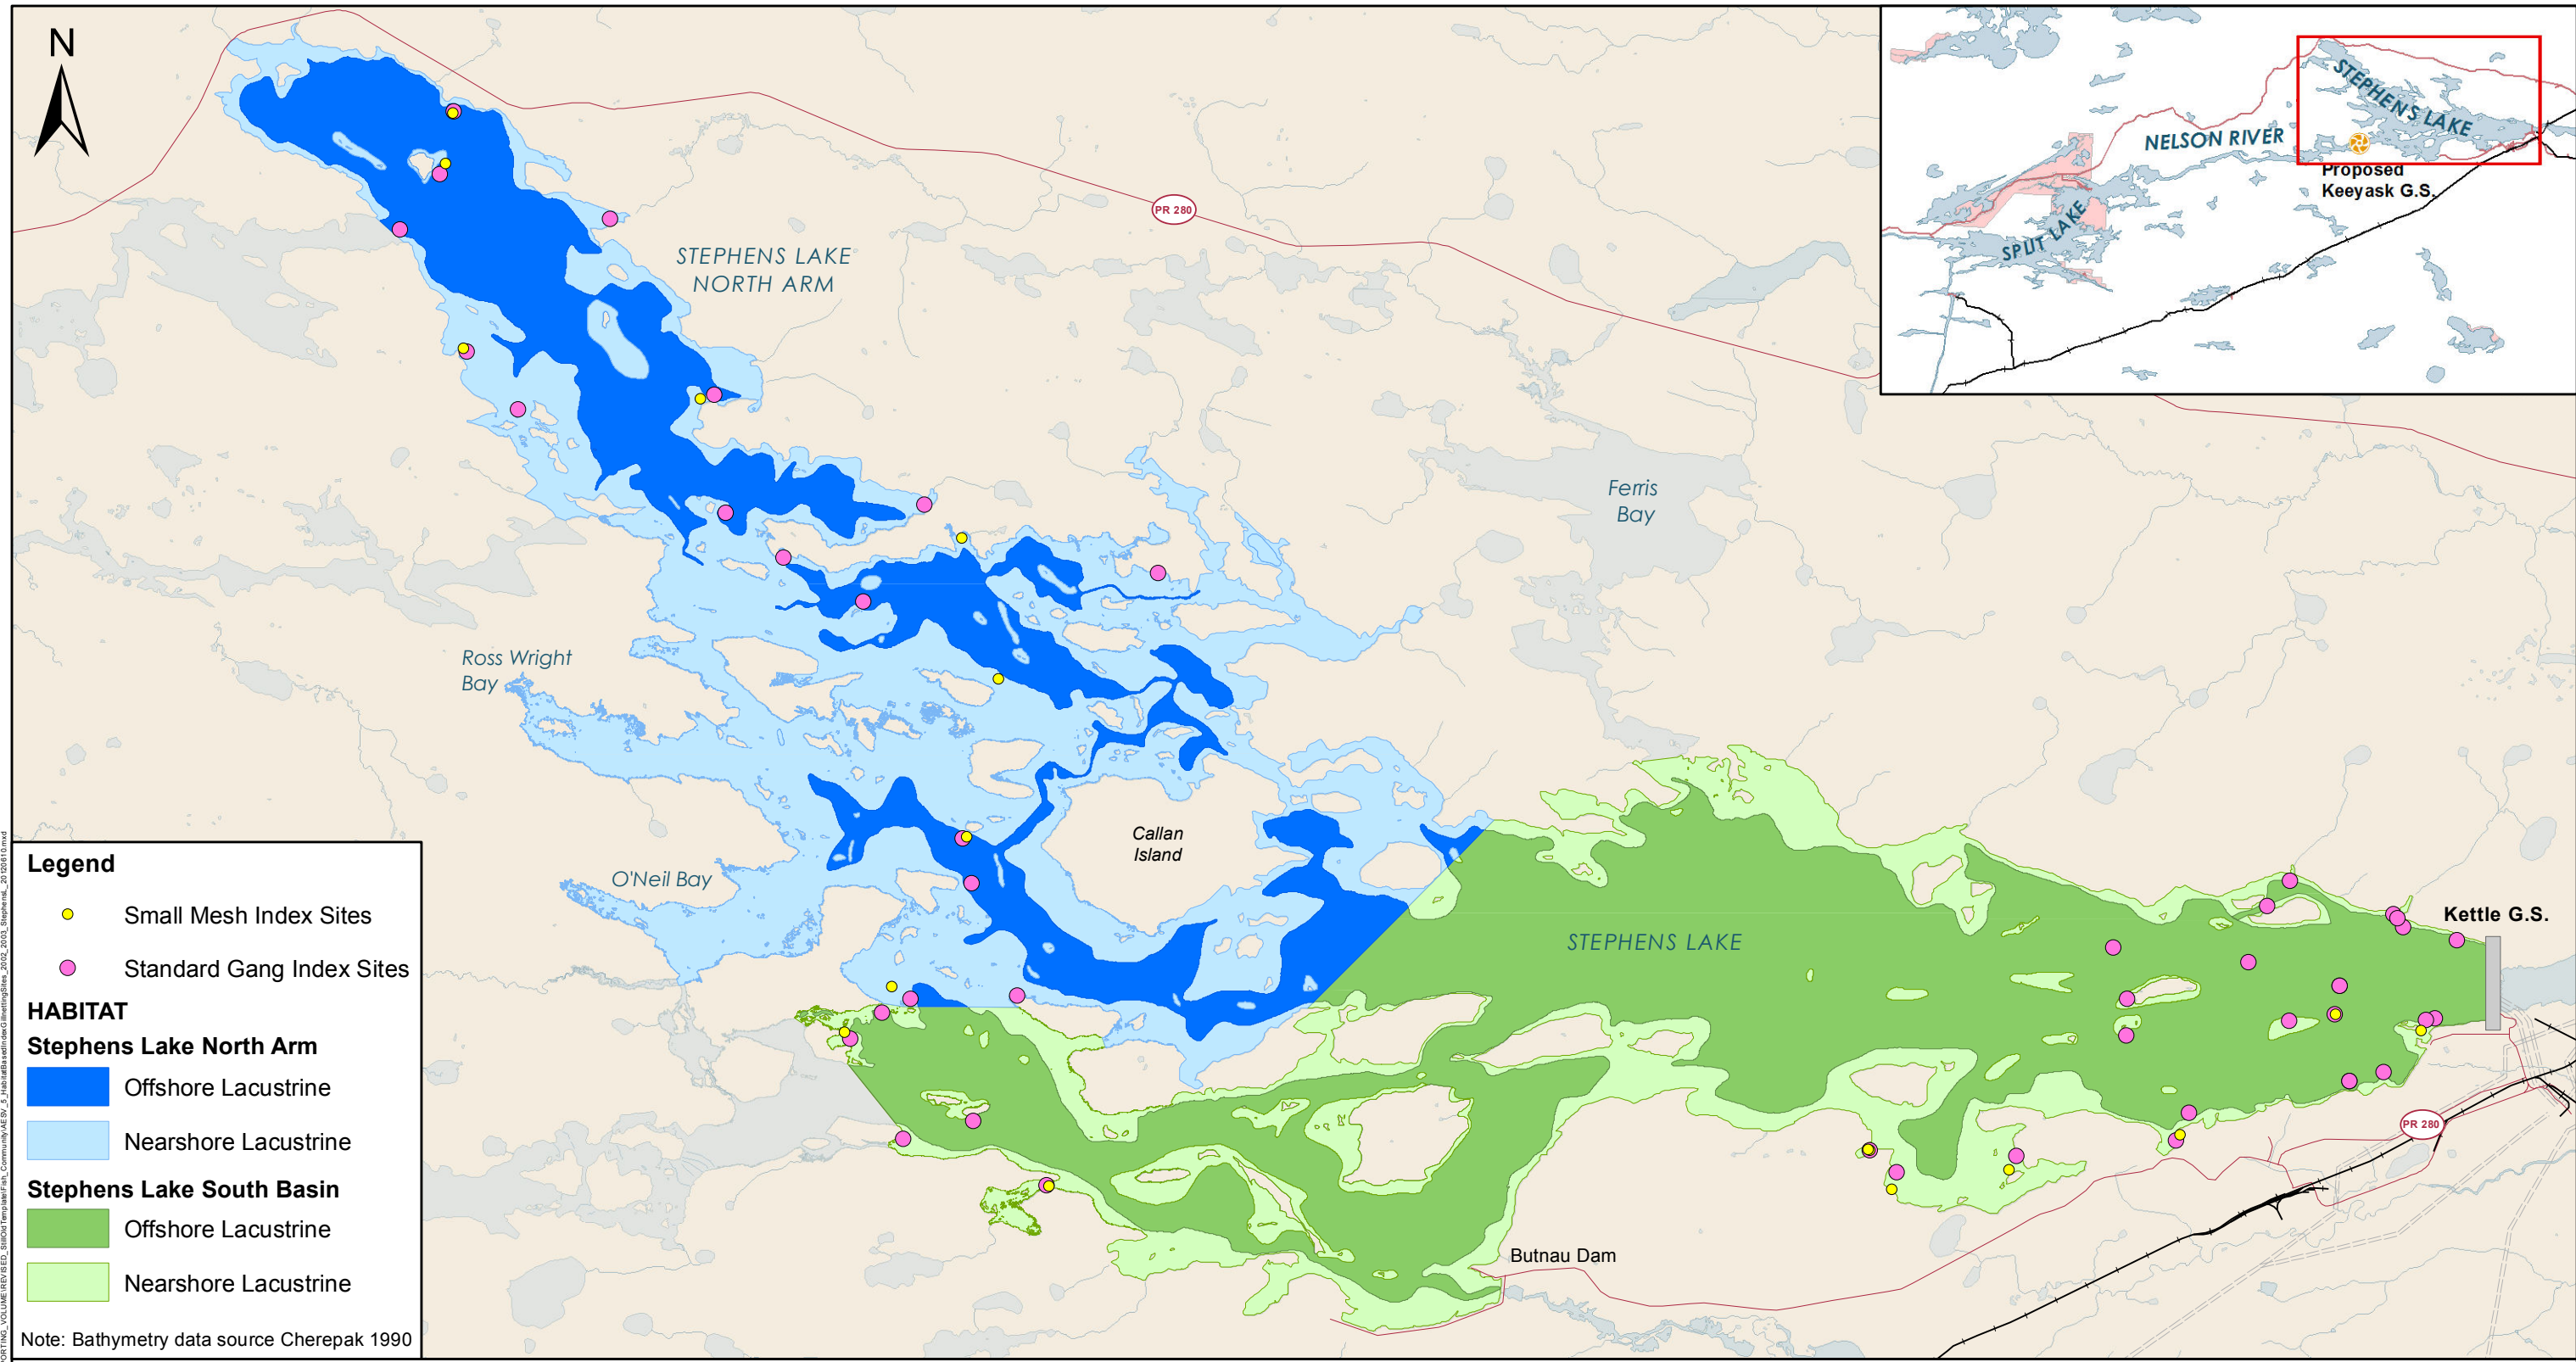 N
STEPHENS LAKE
NELSON RIVER
Proposed
Keeyask G.S.
SPLIT LAKE
PR 280
STEPHENS LAKE
NORTH ARM
Ferris
Bay
Ross Wright
Bay
Callan
Island
O'Neil Bay
STEPHENS LAKE
Kettle G.S.
PR 280
Butnau Dam
Legend
Small Mesh Index Sites
Standard Gang Index Sites
HABITAT
Stephens Lake North Arm
Offshore Lacustrine
Nearshore Lacustrine
Stephens Lake South Basin
Offshore Lacustrine
Nearshore Lacustrine
Note: Bathymetry data source Cherepak 1990